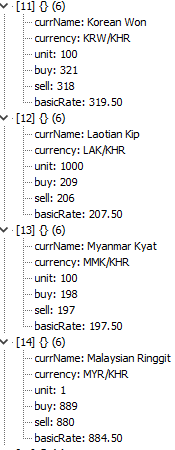 [11] {} (6)
currName: Korean Won
currency: KRW/KHR
unit: 100
buy: 321
sell: 318
basicRate: 319.50
[12] {} (6)
currName: Laotian Kip
currency: LAK/KHR
unit: 1000
buy: 209
sell: 206
basicRate: 207.50
[13] {} (6)
currName: Myanmar Kyat
currency: MMK/KHR
unit: 100
buy: 198
sell: 197
basicRate: 197.50
[14] {} (6)
currName: Malaysian Ringgit
currency: MYR/KHR
unit: 1
buy: 889
sell: 880
basicRate: 884.50